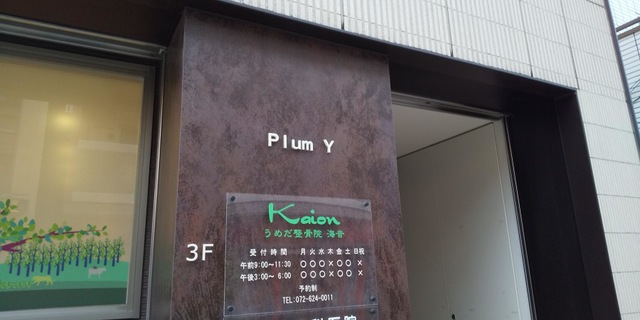 Plum Y
3F
Kaion
うめだ整骨院 海音
受付時間 月火水木金土日祝
午前9:00～11:30 ○○○×○○×
午後3:00～ 6:00 ○○○×○○×
予約制
TEL:072-624-0011